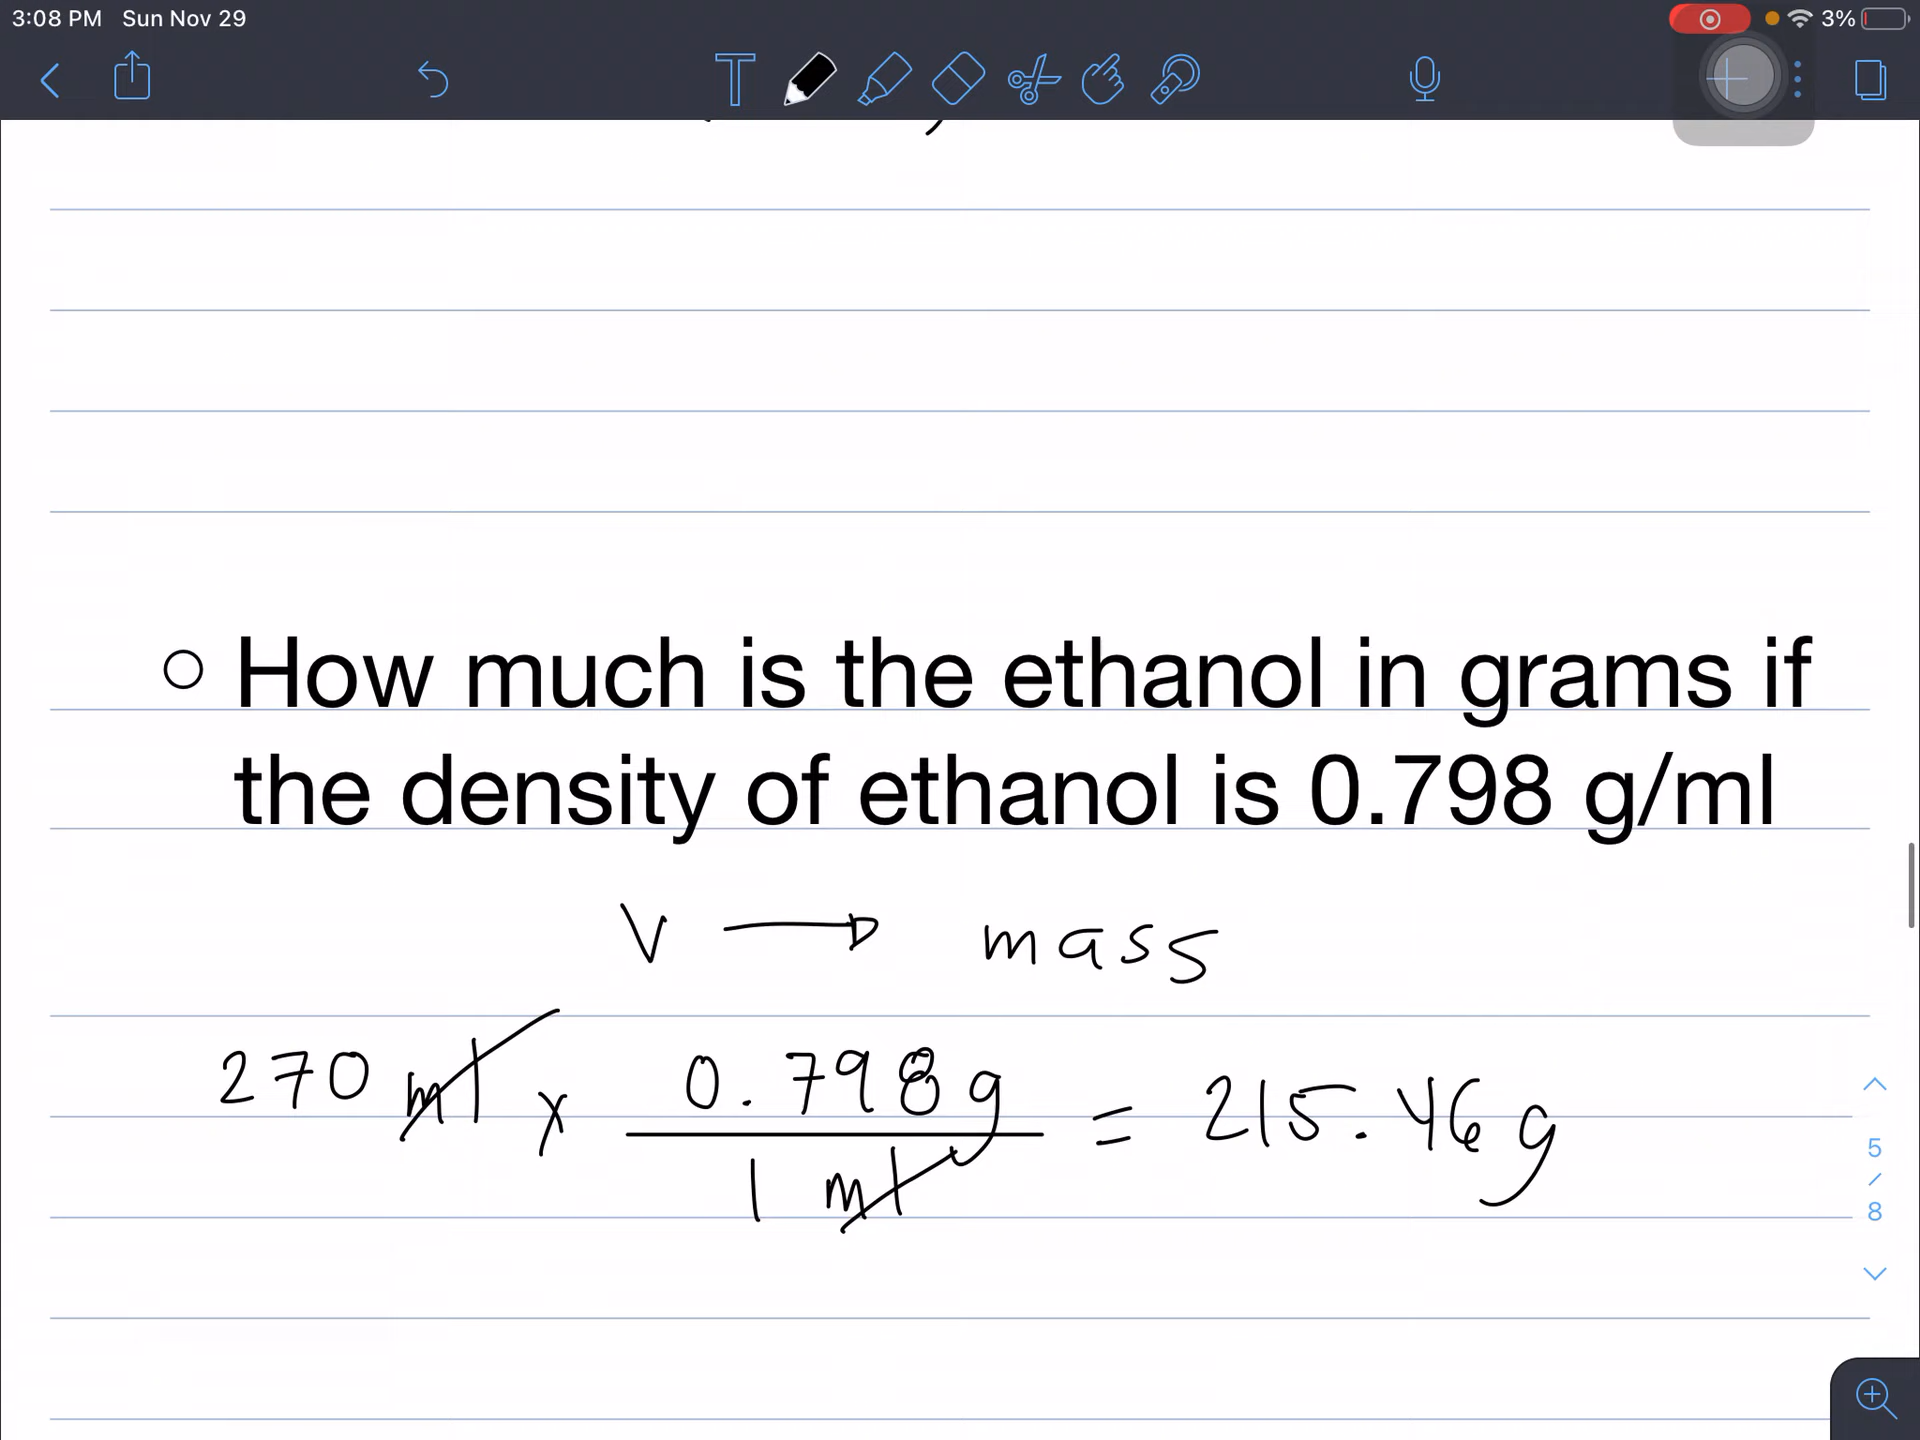 3:08 PM Sun Nov 29
3%
T
○ How much is the ethanol in grams if
the density of ethanol is 0.798 g/ml
V → mass
270 ml x 0.798 g / 1 ml = 215.46 g
5
/
8